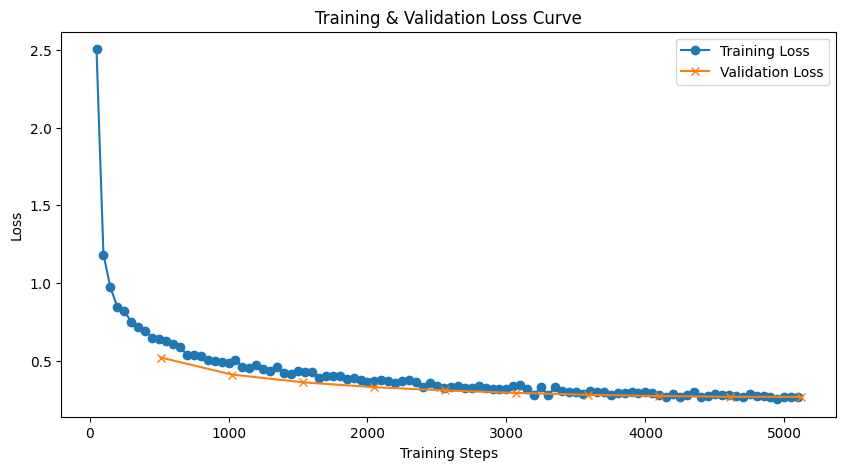 Training & Validation Loss Curve
Training Loss
Validation Loss
2.5
2.0
1.5
1.0
0.5
Loss
0 1000 2000 3000 4000 5000
Training Steps